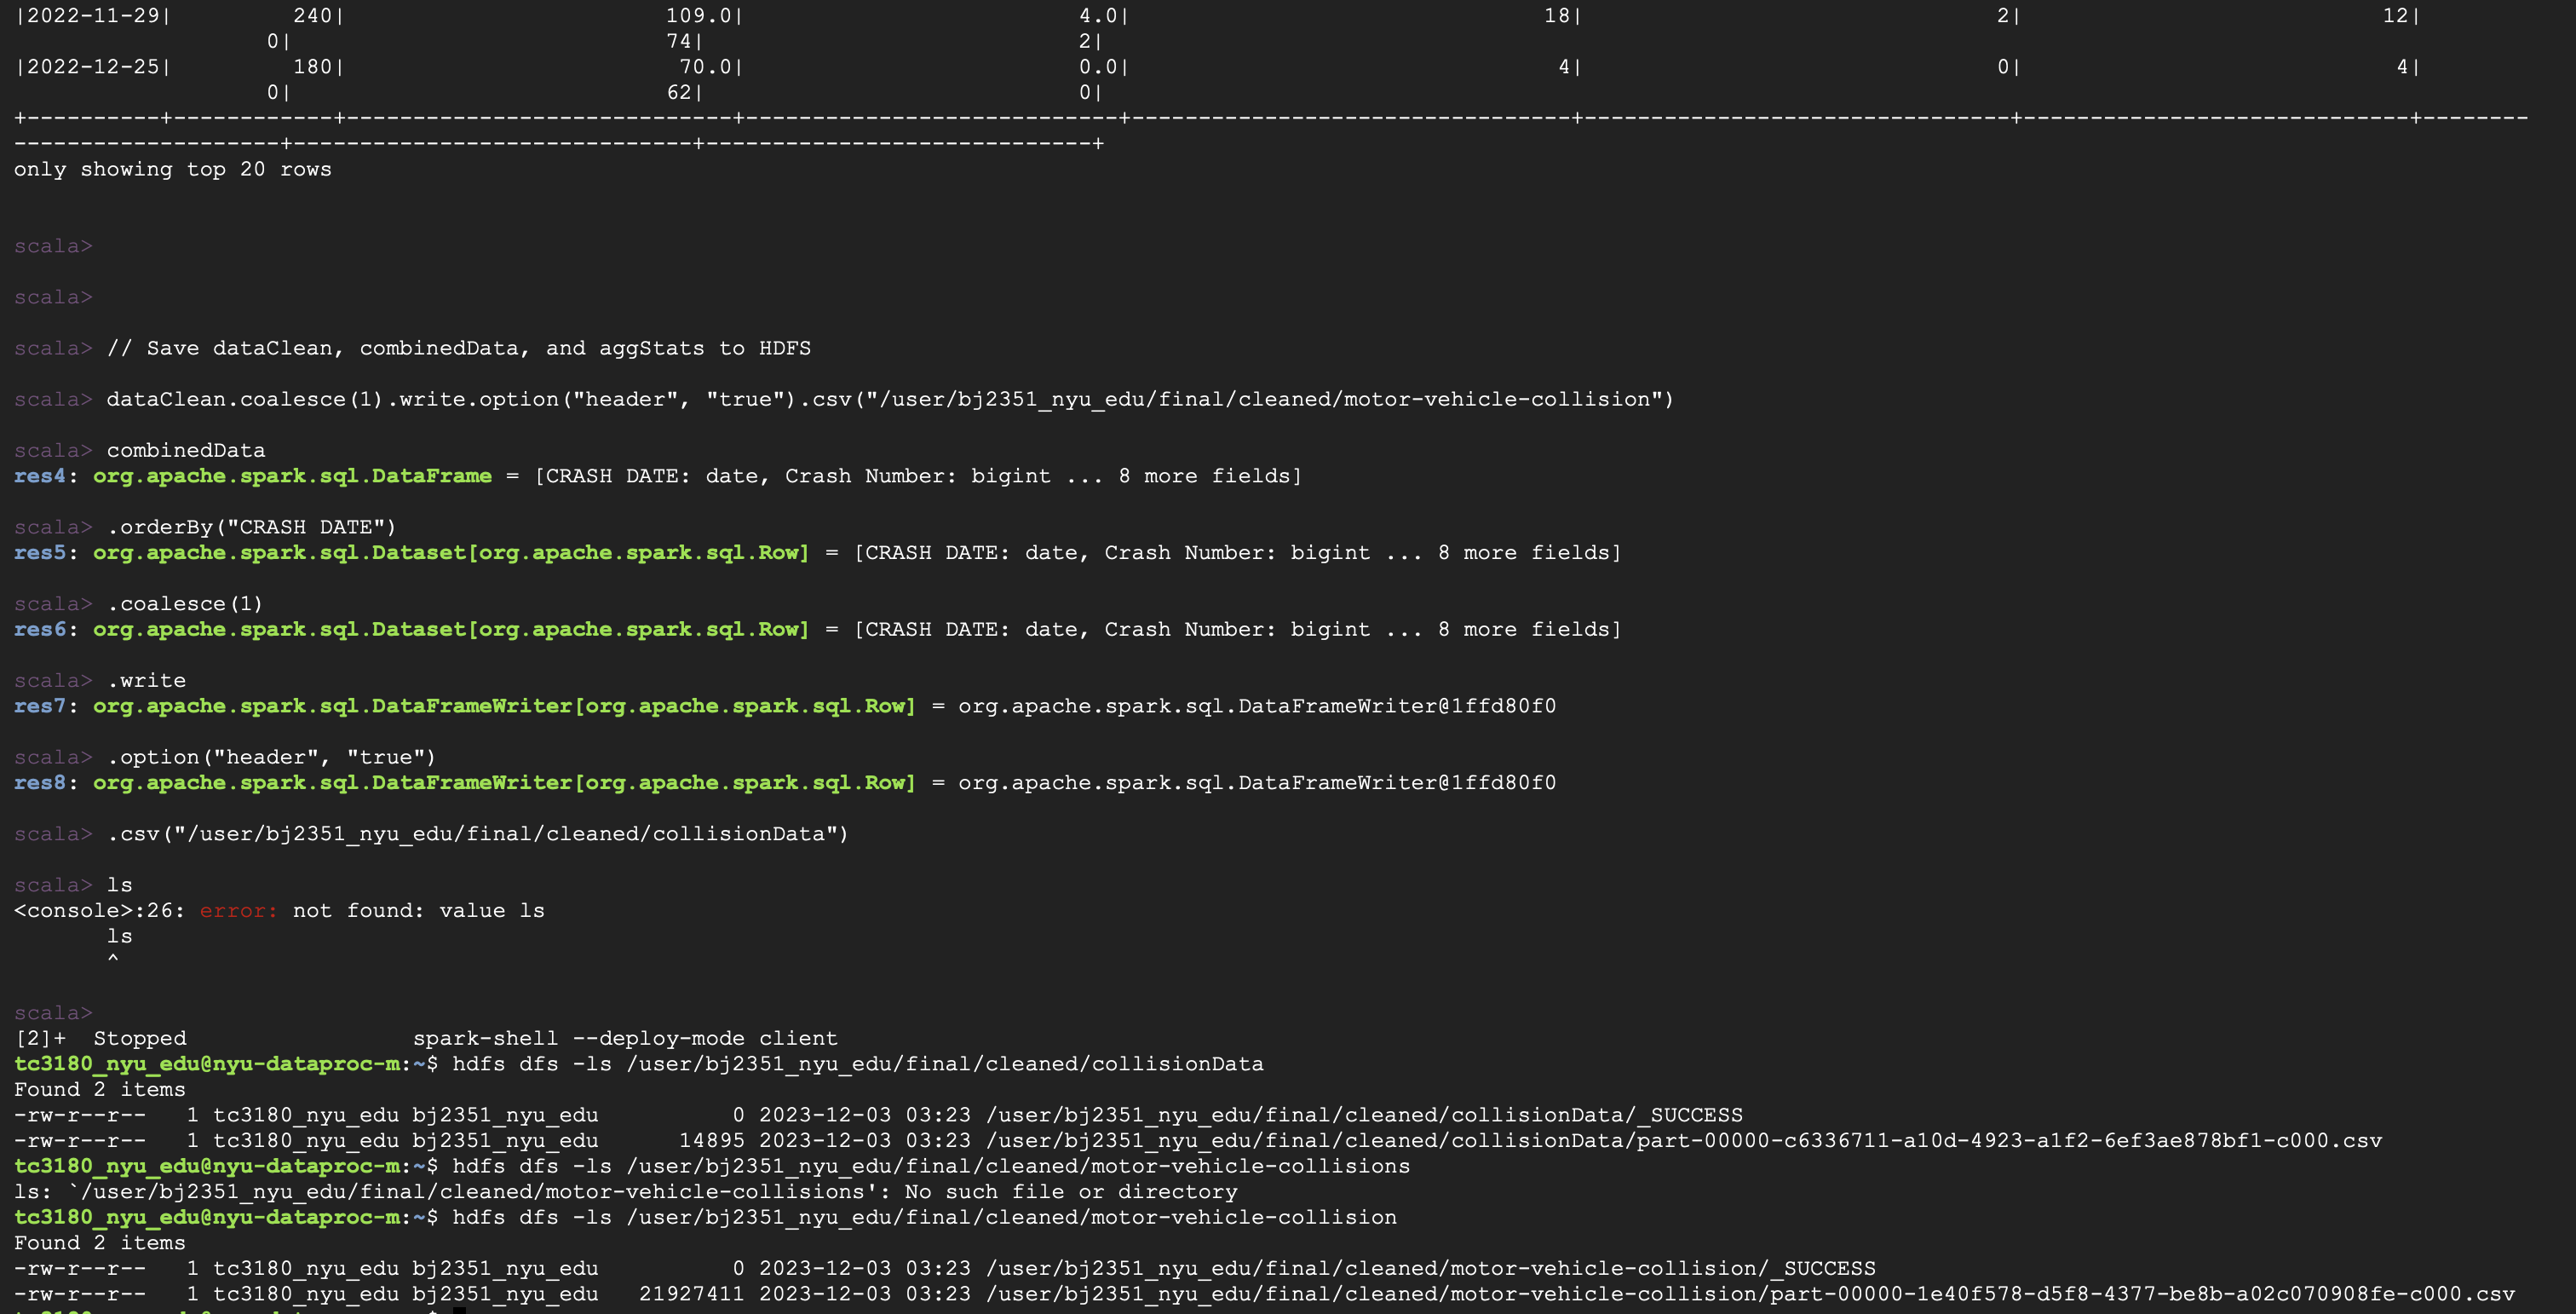 |2022-11-29|         240|                        109.0|                         4.0|                               18|                               2|                           12|
                   0|                            74|                            2|
|2022-12-25|         180|                         70.0|                         0.0|                                4|                               0|                            4|
                   0|                            62|                            0|
+----------+------------+-----------------------------+----------------------------+---------------------------------+--------------------------------+-----------------------------+--------
--------------------+------------------------------+-----------------------------+
only showing top 20 rows
scala>
scala>
scala> // Save dataClean, combinedData, and aggStats to HDFS
scala> dataClean.coalesce(1).write.option("header", "true").csv("/user/bj2351_nyu_edu/final/cleaned/motor-vehicle-collision")
scala> combinedData
res4: org.apache.spark.sql.DataFrame = [CRASH DATE: date, Crash Number: bigint ... 8 more fields]
scala> .orderBy("CRASH DATE")
res5: org.apache.spark.sql.Dataset[org.apache.spark.sql.Row] = [CRASH DATE: date, Crash Number: bigint ... 8 more fields]
scala> .coalesce(1)
res6: org.apache.spark.sql.Dataset[org.apache.spark.sql.Row] = [CRASH DATE: date, Crash Number: bigint ... 8 more fields]
scala> .write
res7: org.apache.spark.sql.DataFrameWriter[org.apache.spark.sql.Row] = org.apache.spark.sql.DataFrameWriter@1ffd80f0
scala> .option("header", "true")
res8: org.apache.spark.sql.DataFrameWriter[org.apache.spark.sql.Row] = org.apache.spark.sql.DataFrameWriter@1ffd80f0
scala> .csv("/user/bj2351_nyu_edu/final/cleaned/collisionData")
scala> ls
<console>:26: error: not found: value ls
       ls
       ^
scala>
[2]+  Stopped                 spark-shell --deploy-mode client
tc3180_nyu_edu@nyu-dataproc-m:~$ hdfs dfs -ls /user/bj2351_nyu_edu/final/cleaned/collisionData
Found 2 items
-rw-r--r--   1 tc3180_nyu_edu bj2351_nyu_edu          0 2023-12-03 03:23 /user/bj2351_nyu_edu/final/cleaned/collisionData/_SUCCESS
-rw-r--r--   1 tc3180_nyu_edu bj2351_nyu_edu      14895 2023-12-03 03:23 /user/bj2351_nyu_edu/final/cleaned/collisionData/part-00000-c6336711-a10d-4923-a1f2-6ef3ae878bf1-c000.csv
tc3180_nyu_edu@nyu-dataproc-m:~$ hdfs dfs -ls /user/bj2351_nyu_edu/final/cleaned/motor-vehicle-collisions
ls: `/user/bj2351_nyu_edu/final/cleaned/motor-vehicle-collisions': No such file or directory
tc3180_nyu_edu@nyu-dataproc-m:~$ hdfs dfs -ls /user/bj2351_nyu_edu/final/cleaned/motor-vehicle-collision
Found 2 items
-rw-r--r--   1 tc3180_nyu_edu bj2351_nyu_edu          0 2023-12-03 03:23 /user/bj2351_nyu_edu/final/cleaned/motor-vehicle-collision/_SUCCESS
-rw-r--r--   1 tc3180_nyu_edu bj2351_nyu_edu   21927411 2023-12-03 03:23 /user/bj2351_nyu_edu/final/cleaned/motor-vehicle-collision/part-00000-1e40f578-d5f8-4377-be8b-a02c070908fe-c000.csv